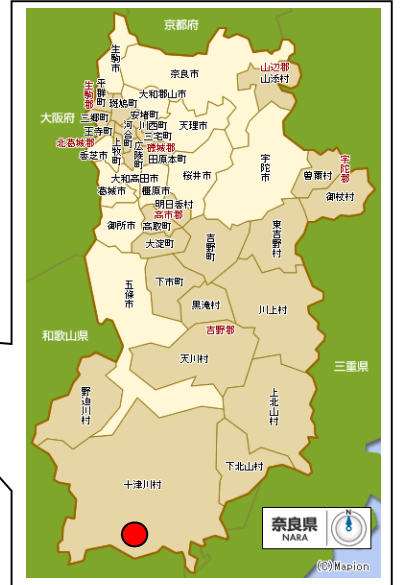 京都府
生駒市
奈良市
山辺郡
山添村
生駒郡
平群町
斑鳩町
大和郡山市
大阪府
三郷町
安堵町
川西町
天理市
王寺町
河合町
三宅町
北葛城郡
上牧町
広陵町
磯城郡
田原本町
香芝市
桜井市
宇陀市
宇陀郡
曽爾村
御杖村
大和高田市
葛城市
橿原市
明日香村
高市郡
御所市
高取町
大淀町
吉野町
東吉野村
五條市
下市町
黒滝村
川上村
吉野郡
和歌山県
天川村
三重県
野迫川村
上北山村
下北山村
十津川村
奈良県
NARA
(C)Mapion